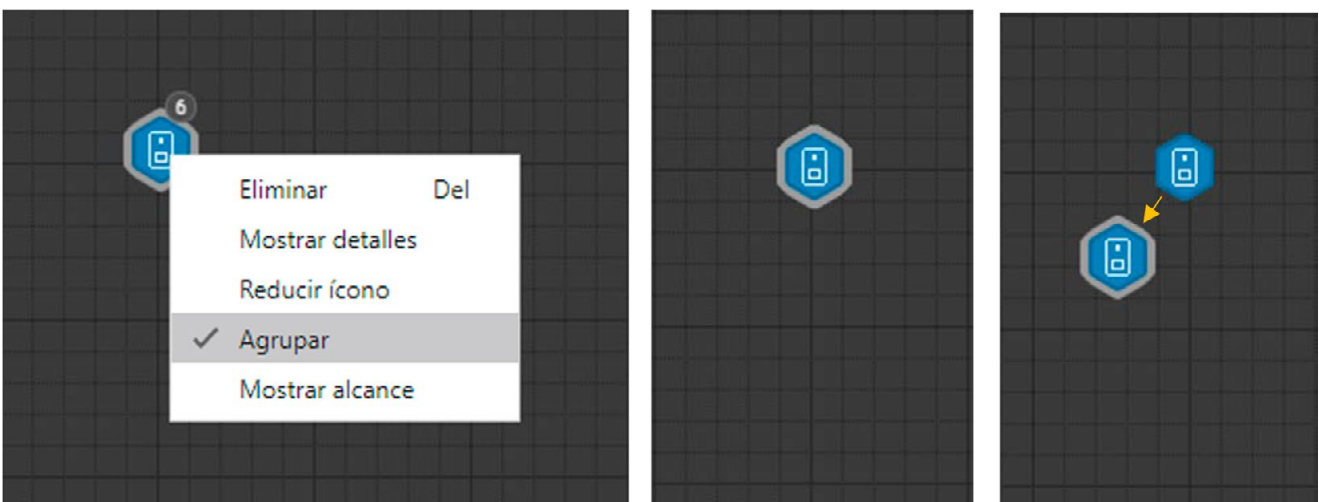 6
Eliminar Del
Mostrar detalles
Reducir ícono
Agrupar
Mostrar alcance